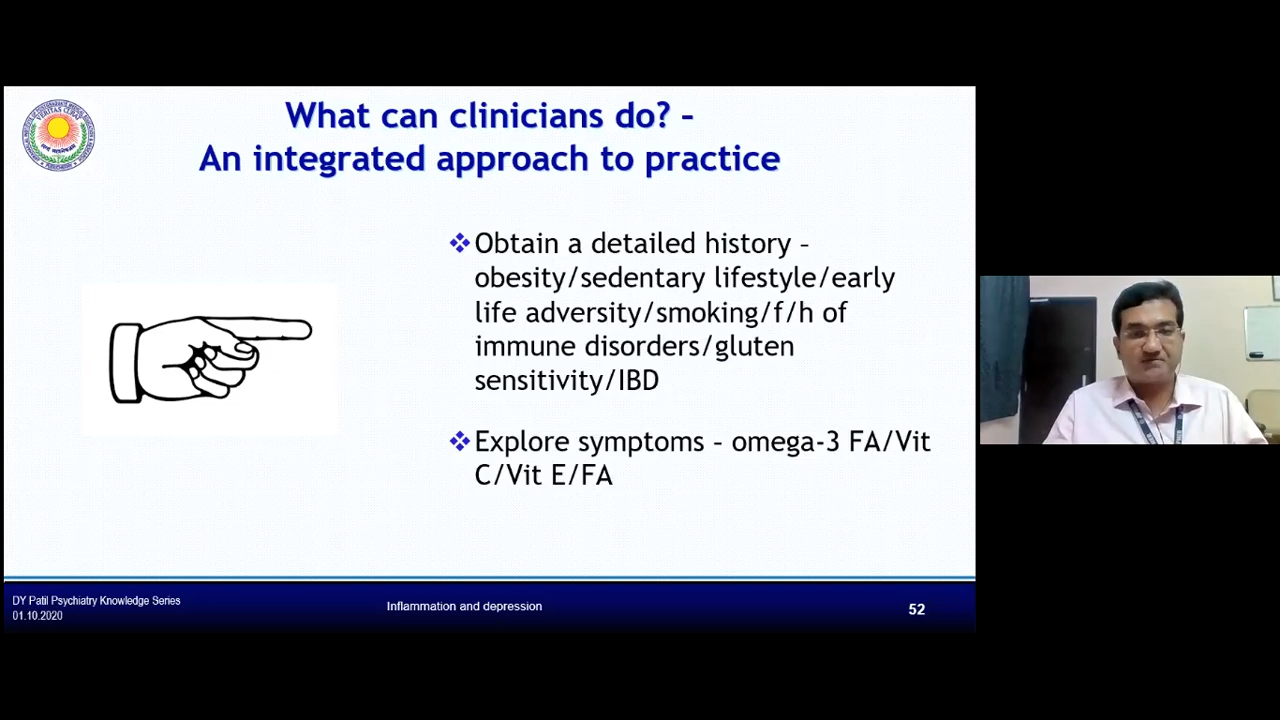 What can clinicians do? –
An integrated approach to practice
Obtain a detailed history –
obesity/sedentary lifestyle/early
life adversity/smoking/f/h of
immune disorders/gluten
sensitivity/IBD
Explore symptoms – omega-3 FA/Vit
C/Vit E/FA
DY Patil Psychiatry Knowledge Series
01.10.2020
Inflammation and depression
52